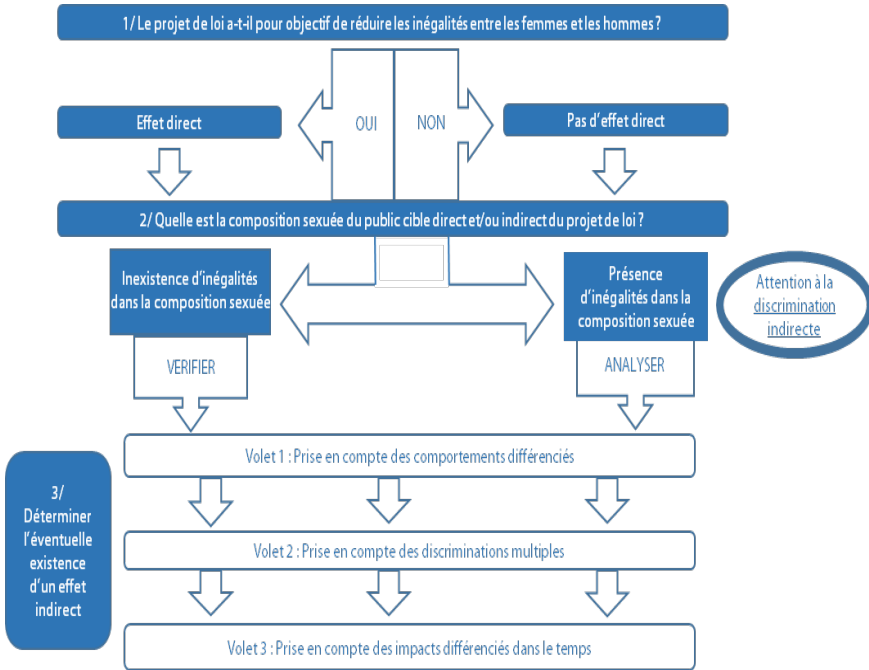 1/ Le projet de loi a-t-il pour objectif de réduire les inégalités entre les femmes et les hommes ?
OUI
NON
Effet direct
Pas d'effet direct
2/ Quelle est la composition sexuée du public cible direct et/ou indirect du projet de loi ?
Inexistence d'inégalités
dans la composition sexuée
Présence
d'inégalités dans la
composition sexuée
Attention à la
discrimination
indirecte
VERIFIER
ANALYSER
3/
Déterminer
l'éventuelle
existence
d'un effet
indirect
Volet 1 : Prise en compte des comportements différenciés
Volet 2 : Prise en compte des discriminations multiples
Volet 3 : Prise en compte des impacts différenciés dans le temps